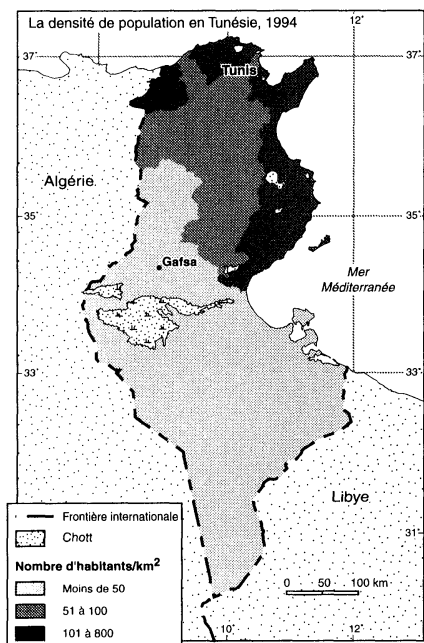 La densité de population en Tunésie, 1994
12°
37°
37°
Tunis
Algérie
35°
35°
Gafsa
Mer
Méditerranée
33°
33°
Libye
Frontière internationale
Chott
31°
Nombre d'habitants/km²
Moins de 50
0 50 100 km
51 à 100
101 à 800
10°
12°